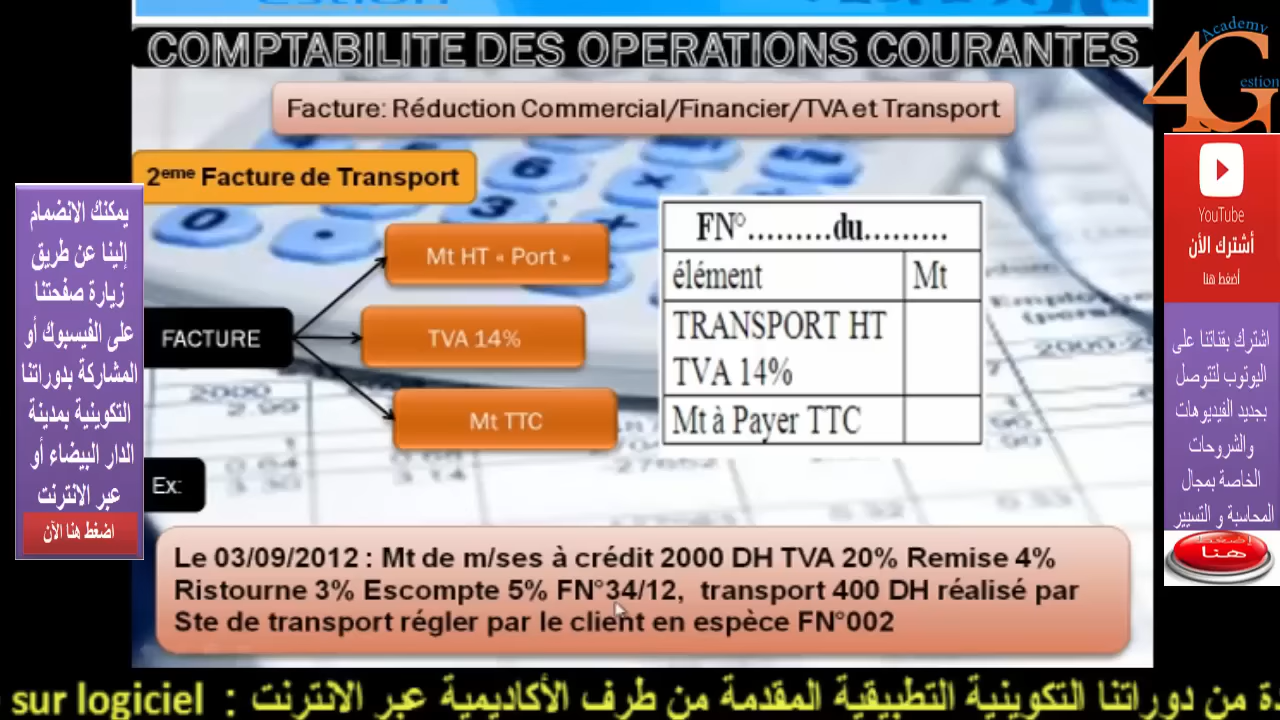 COMPTABILITE DES OPERATIONS COURANTES
Facture: Réduction Commercial/Financier/TVA et Transport
2eme Facture de Transport
FACTURE
Mt HT « Port »
TVA 14%
Mt TTC
FN°.........du.........
élément Mt
TRANSPORT HT
TVA 14%
Mt à Payer TTC
Ex:
Le 03/09/2012 : Mt de m/ses à crédit 2000 DH TVA 20% Remise 4%
Ristourne 3% Escompte 5% FN°34/12, transport 400 DH réalisé par
Ste de transport régler par le client en espèce FN°002
يمكنك الانضمام
إلينا عن طريق
زيارة صفحتنا
على الفيسبوك أو
المشاركة بدوراتنا
التكوينية بمدينة
الدار البيضاء أو
عبر الانترنت
اضغط هنا الآن
Academy
4G
estion
YouTube
أشترك الأن
أضغط هنا
اشترك بقناتنا على
اليوتوب لتتوصل
بجديد الفيديوهات
والشروحات
الخاصة بمجال
المحاسبة و التسيير
إضغط
هنا
دة من دوراتنا التكوينية التطبيقية المقدمة من طرف الأكاديمية عبر الانترنت : sur logiciel